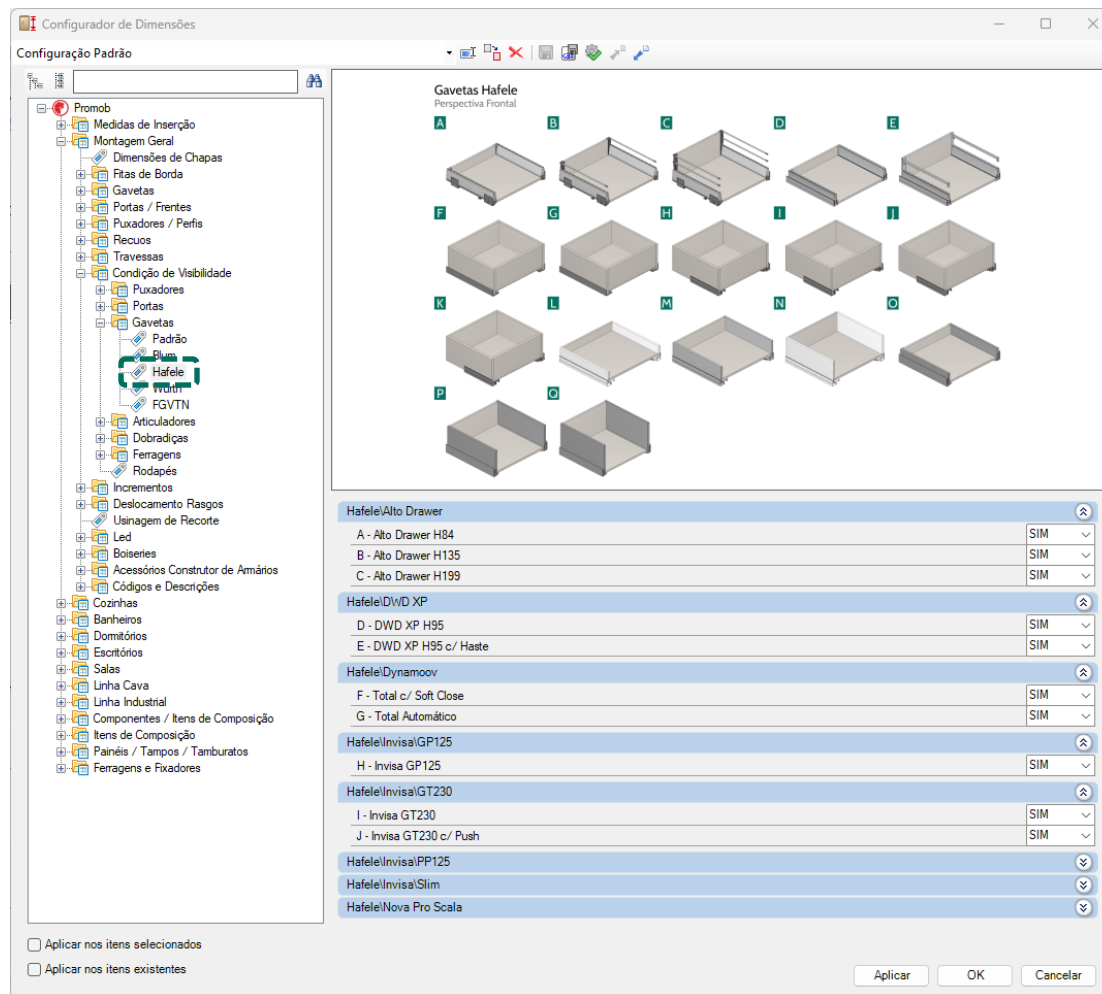 Configurador de Dimensões
Configuração Padrão
Promob
Medidas de Inserção
Montagem Geral
Dimensões de Chapas
Fitas de Borda
Gavetas
Portas / Frentes
Puxadores / Perfis
Recuos
Travessas
Condição de Visibilidade
Puxadores
Portas
Gavetas
Padrão
Blum
Hafele
Wurth
FGVTN
Articuladores
Dobradiças
Ferragens
Rodapés
Incrementos
Deslocamento Rasgos
Usinagem de Recorte
Led
Boiseries
Acessórios Construtor de Armários
Códigos e Descrições
Cozinhas
Banheiros
Dormitórios
Escritórios
Salas
Linha Cava
Linha Industrial
Componentes / Itens de Composição
Itens de Composição
Painéis / Tampos / Tamburatos
Ferragens e Fixadores
Gavetas Hafele
Perspectiva Frontal
A B C D E
F G H I J
K L M N O
P Q
Hafele\Alto Drawer
A - Alto Drawer H84 SIM
B - Alto Drawer H135 SIM
C - Alto Drawer H199 SIM
Hafele\DWD XP
D - DWD XP H95 SIM
E - DWD XP H95 c/ Haste SIM
Hafele\Dynamoov
F - Total c/ Soft Close SIM
G - Total Automático SIM
Hafele\Invisa\GP125
H - Invisa GP125 SIM
Hafele\Invisa\GT230
I - Invisa GT230 SIM
J - Invisa GT230 c/ Push SIM
Hafele\Invisa\PP125
Hafele\Invisa\Slim
Hafele\Nova Pro Scala
Aplicar nos itens selecionados
Aplicar nos itens existentes
Aplicar OK Cancelar